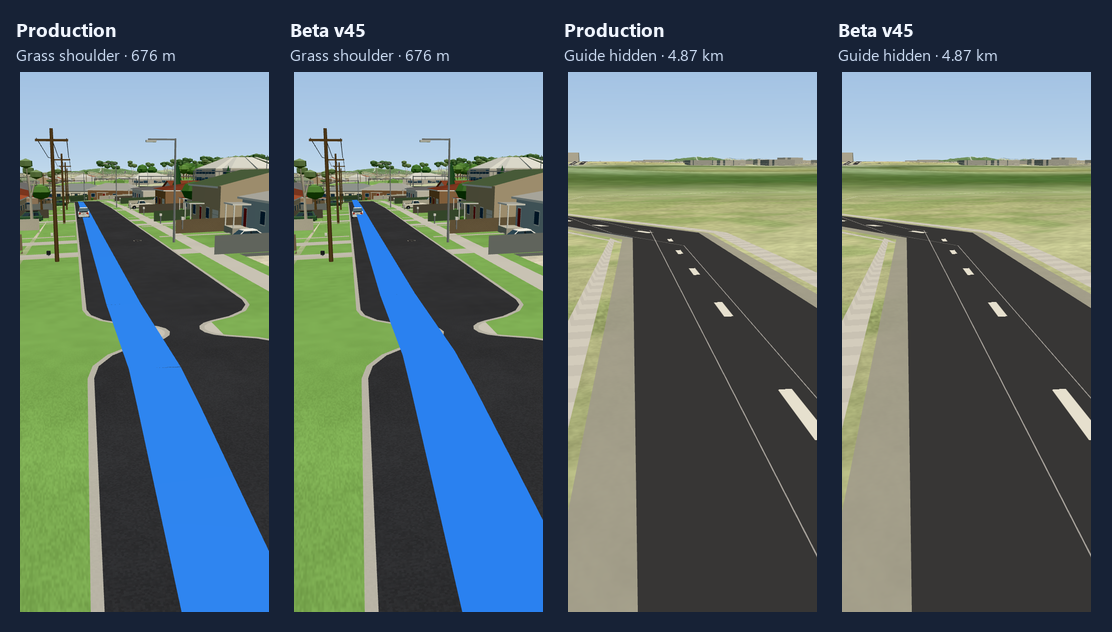 Production
Grass shoulder · 676 m
Beta v45
Grass shoulder · 676 m
Production
Guide hidden · 4.87 km
Beta v45
Guide hidden · 4.87 km